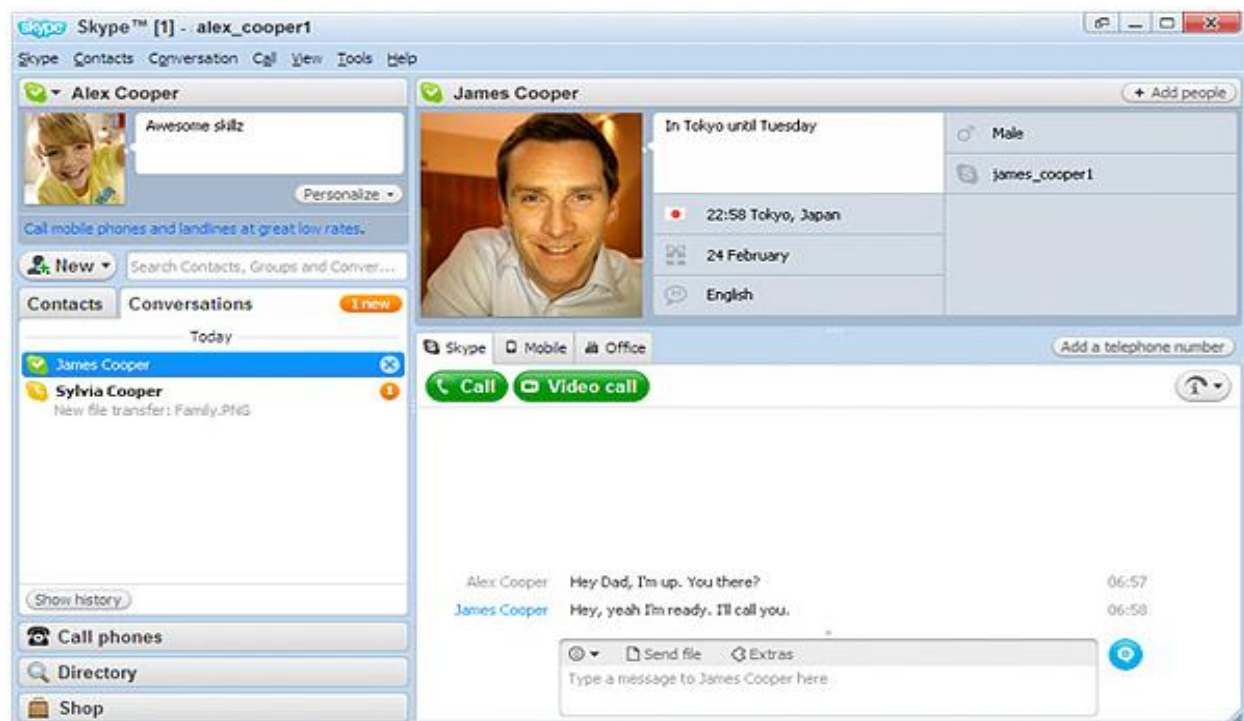 skype Skype™ [1] - alex_cooper1
Skype Contacts Conversation Call View Tools Help
Alex Cooper
Awesome skillz
Personalize
Call mobile phones and landlines at great low rates.
New
Search Contacts, Groups and Conver...
Contacts Conversations 1 new
Today
James Cooper
Sylvia Cooper 1
New file transfer: Family.PNG
Show history
Call phones
Directory
Shop
James Cooper + Add people
In Tokyo until Tuesday
22:58 Tokyo, Japan
24 February
English
Male
james_cooper1
Skype Mobile Office Add a telephone number
Call Video call
Alex Cooper Hey Dad, I'm up. You there? 06:57
James Cooper Hey, yeah I'm ready. I'll call you. 06:58
Send file Extras
Type a message to James Cooper here